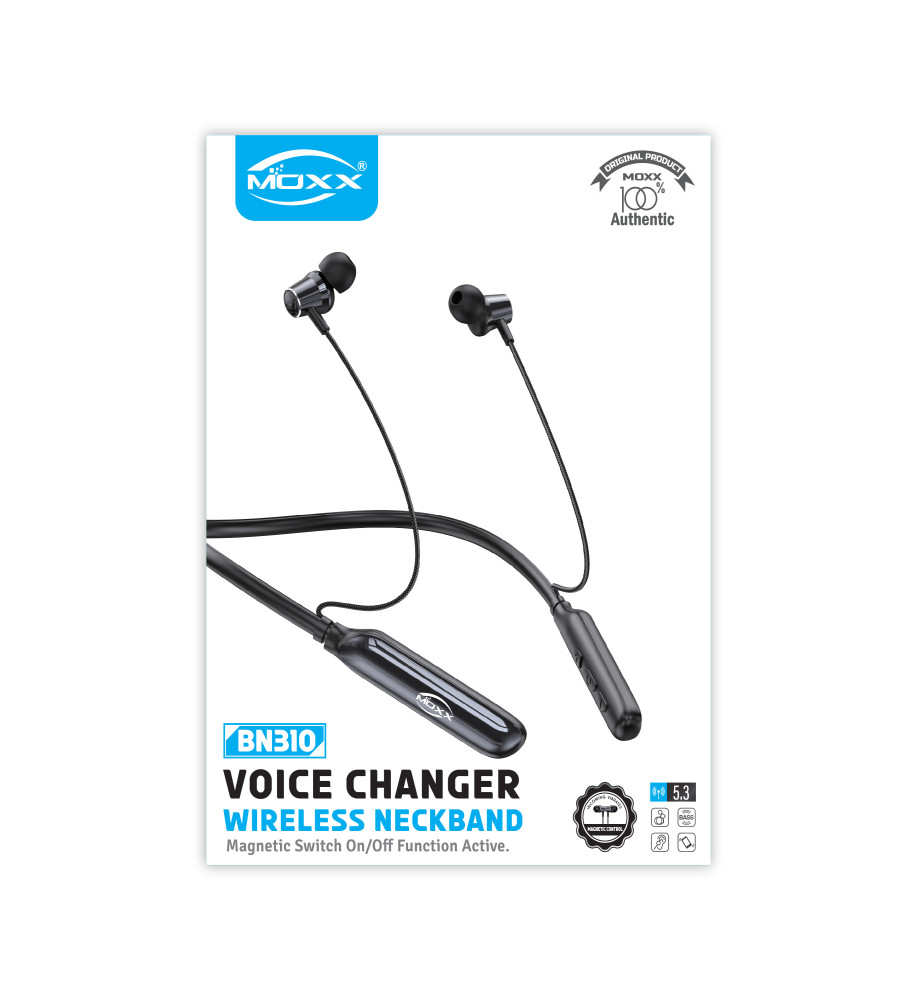 MOXX®
ORIGINAL PRODUCT
MOXX
100%
Authentic
MOXX
BN310
VOICE CHANGER
WIRELESS NECKBAND
Magnetic Switch On/Off Function Active.
MAGNETIC CONTROL
5.3
BASS